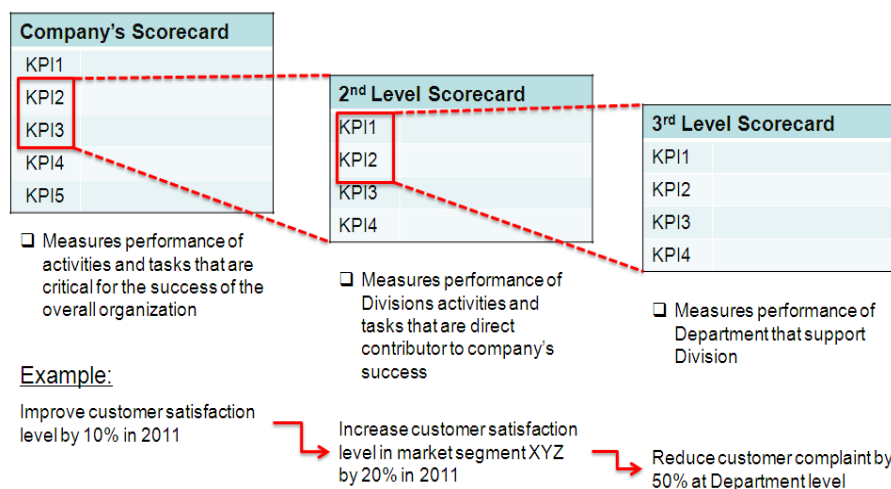 Company's Scorecard
KPI1
KPI2
KPI3
KPI4
KPI5
❑ Measures performance of
activities and tasks that are
critical for the success of the
overall organization
2nd Level Scorecard
KPI1
KPI2
KPI3
KPI4
❑ Measures performance of
Divisions activities and
tasks that are direct
contributor to company's
success
3rd Level Scorecard
KPI1
KPI2
KPI3
KPI4
❑ Measures performance of
Department that support
Division
Example:
Improve customer satisfaction
level by 10% in 2011
Increase customer satisfaction
level in market segment XYZ
by 20% in 2011
Reduce customer complaint by
50% at Department level